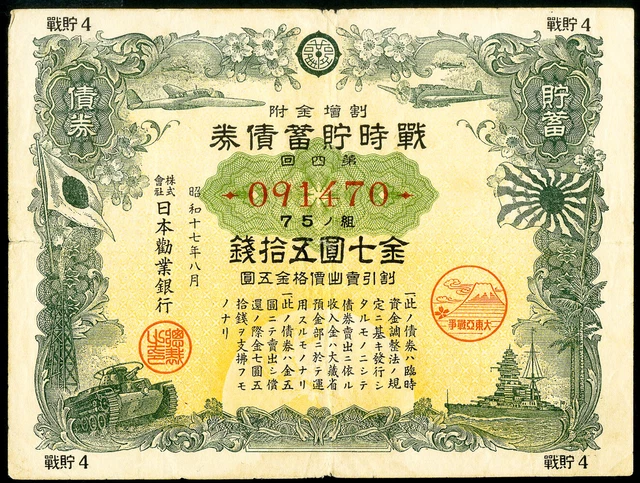 戰貯4
戰貯4
債券
貯蓄
附金增割
券債蓄貯時戰
回四第
091470
75ノ組
錢拾五圓七金
圓五金格價出賣引割
昭和十七年八月
株式會社日本勸業銀行
一、此ノ債券ハ臨時
資金調整法ノ規
定ニ基キ發行シ
タルモノニシテ
債券賣出ニ依ル
收入金ハ大藏省
預金部ニ於テ運
用スルモノナリ
一、此ノ債券ハ金五
圓ニテ賣出シ償
還ノ際金七圓五
拾錢ヲ支拂フモ
ノナリ
爭戰亞東大
戰貯4
戰貯4